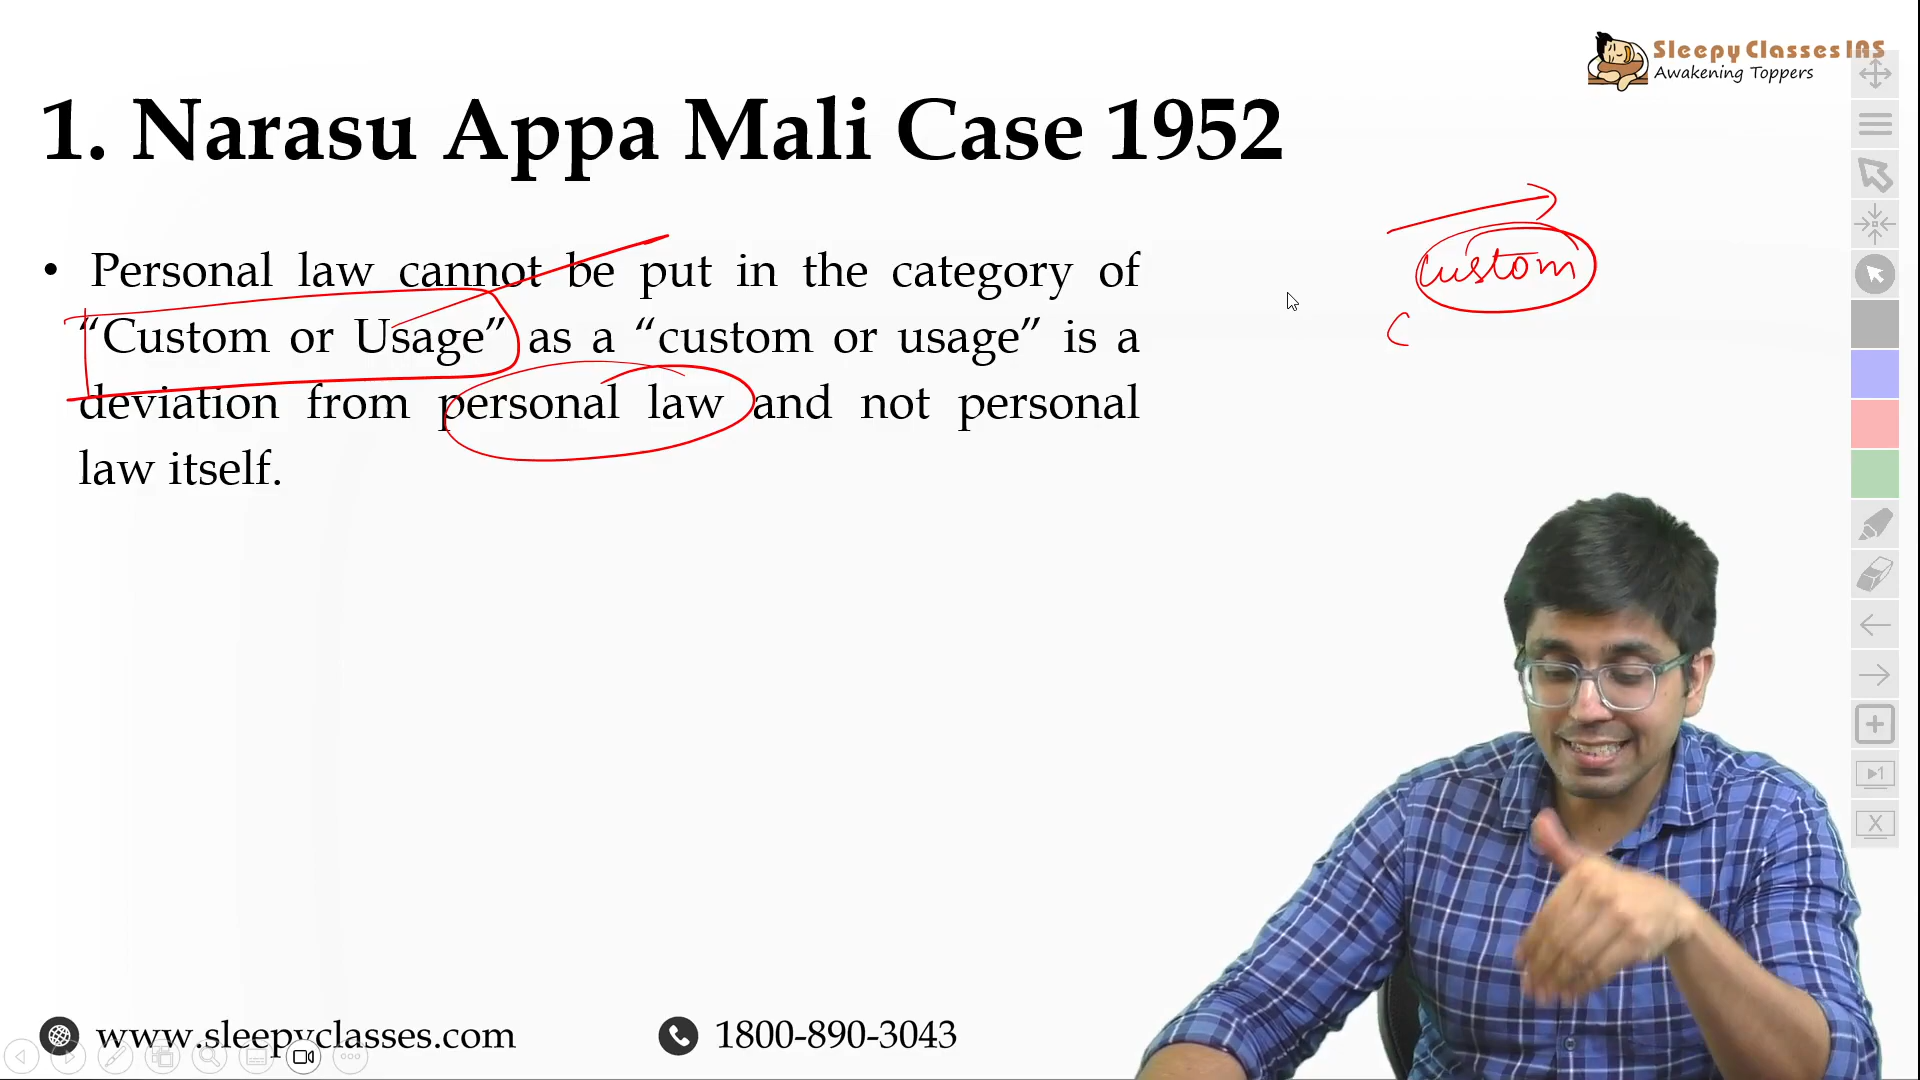 Sleepy Classes IAS
Awakening Toppers
1. Narasu Appa Mali Case 1952
custom
• Personal law cannot be put in the category of
“Custom or Usage” as a “custom or usage” is a
C
deviation from personal law and not personal
law itself.
www.sleepyclasses.com
1800-890-3043